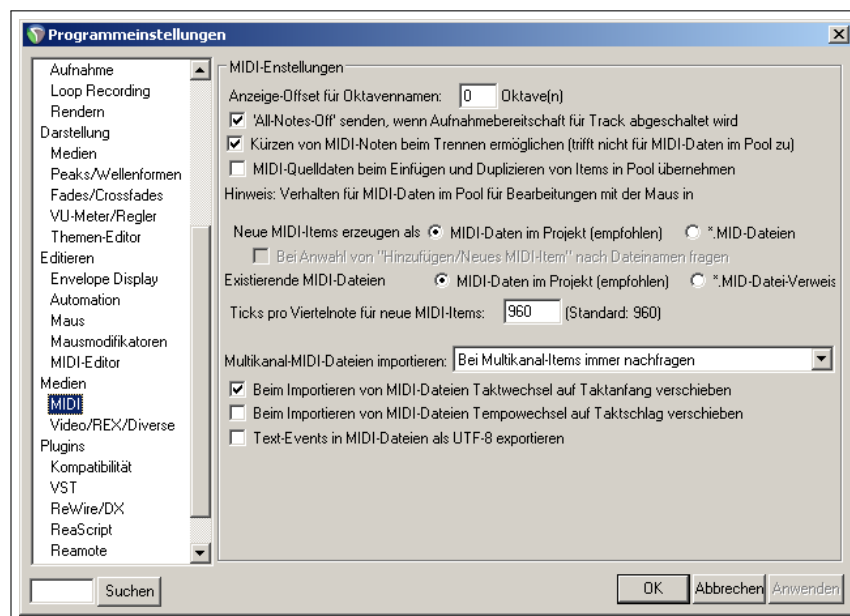 Programmeinstellungen
Aufnahme
Loop Recording
Rendern
Darstellung
Medien
Peaks/Wellenformen
Fades/Crossfades
VU-Meter/Regler
Themen-Editor
Editieren
Envelope Display
Automation
Maus
Mausmodifikatoren
MIDI-Editor
Medien
MIDI
Video/REX/Diverse
Plugins
Kompatibilität
VST
ReWire/DX
ReaScript
Reamote
Suchen
MIDI-Enstellungen
Anzeige-Offset für Oktavennamen: 0 Oktave(n)
'All-Notes-Off' senden, wenn Aufnahmebereitschaft für Track abgeschaltet wird
Kürzen von MIDI-Noten beim Trennen ermöglichen (trifft nicht für MIDI-Daten im Pool zu)
MIDI-Quelldaten beim Einfügen und Duplizieren von Items in Pool übernehmen
Hinweis: Verhalten für MIDI-Daten im Pool für Bearbeitungen mit der Maus in
Neue MIDI-Items erzeugen als MIDI-Daten im Projekt (empfohlen) *.MID-Dateien
Bei Anwahl von "Hinzufügen/Neues MIDI-Item" nach Dateinamen fragen
Existierende MIDI-Dateien MIDI-Daten im Projekt (empfohlen) *.MID-Datei-Verweis
Ticks pro Viertelnote für neue MIDI-Items: 960 (Standard: 960)
Multikanal-MIDI-Dateien importieren: Bei Multikanal-Items immer nachfragen
Beim Importieren von MIDI-Dateien Taktwechsel auf Taktanfang verschieben
Beim Importieren von MIDI-Dateien Tempowechsel auf Taktschlag verschieben
Text-Events in MIDI-Dateien als UTF-8 exportieren
OK Abbrechen Anwenden